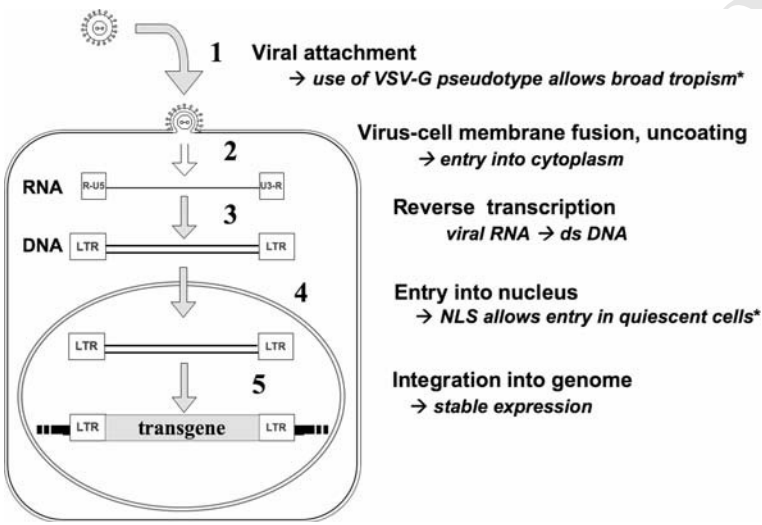 1
Viral attachment
→ use of VSV-G pseudotype allows broad tropism*
2
Virus-cell membrane fusion, uncoating
→ entry into cytoplasm
RNA
R-U5
U3-R
3
Reverse transcription
viral RNA → ds DNA
DNA
LTR
LTR
4
Entry into nucleus
→ NLS allows entry in quiescent cells*
LTR
LTR
5
Integration into genome
→ stable expression
LTR
transgene
LTR